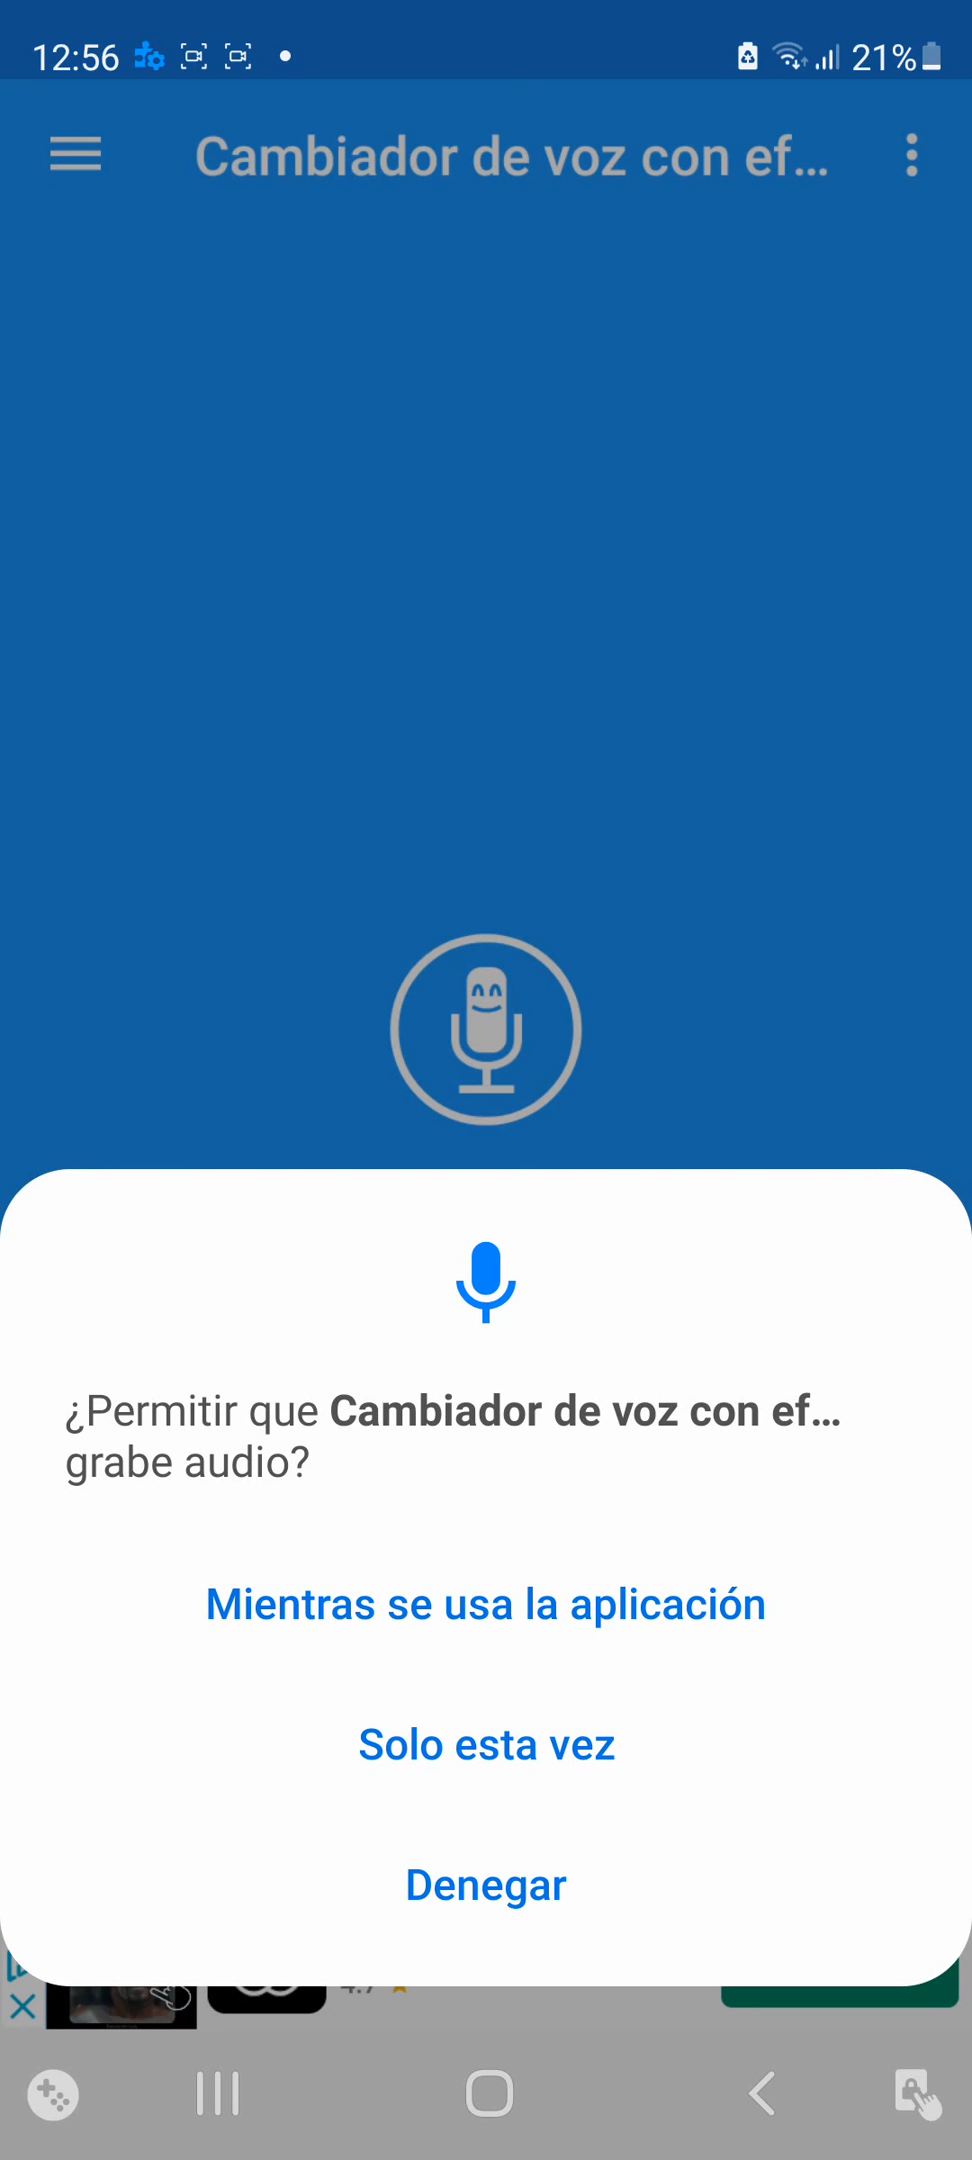 12:56
21%
Cambiador de voz con ef...
¿Permitir que Cambiador de voz con ef...
grabe audio?
Mientras se usa la aplicación
Solo esta vez
Denegar